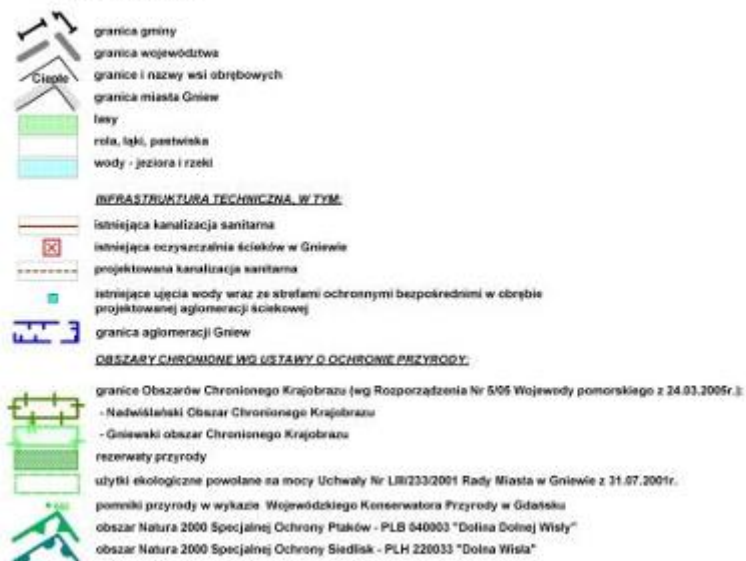 granica gminy
granica województwa
Ciepłe
granice i nazwy wsi obrębowych
granica miasta Gniew
lasy
rola, łąki, pastwiska
wody - jeziora i rzeki
INFRASTRUKTURA TECHNICZNA, W TYM:
istniejąca kanalizacja sanitarna
istniejąca oczyszczalnia ścieków w Gniewie
projektowana kanalizacja sanitarna
istniejące ujęcia wody wraz ze strefami ochronnymi bezpośrednimi w obrębie
projektowanej aglomeracji ściekowej
granica aglomeracji Gniew
OBSZARY CHRONIONE WG USTAWY O OCHRONIE PRZYRODY:
granice Obszarów Chronionego Krajobrazu (wg Rozporządzenia Nr 5/05 Wojewody pomorskiego z 24.03.2005r.):
- Nadwiślański Obszar Chronionego Krajobrazu
- Gniewski obszar Chronionego Krajobrazu
rezerwaty przyrody
użytki ekologiczne powołane na mocy Uchwały Nr LIII/233/2001 Rady Miasta w Gniewie z 31.07.2001r.
pomniki przyrody w wykazie Wojewódzkiego Konserwatora Przyrody w Gdańsku
obszar Natura 2000 Specjalnej Ochrony Ptaków - PLB 040003 "Dolina Dolnej Wisły"
obszar Natura 2000 Specjalnej Ochrony Siedlisk - PLH 220033 "Dolna Wisła"